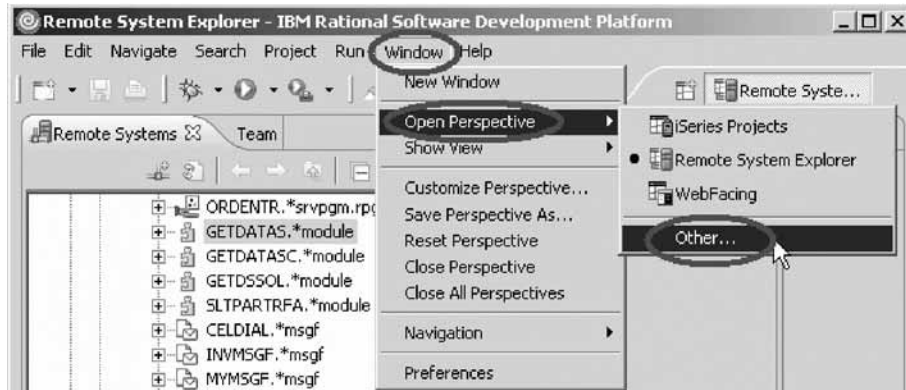 Remote System Explorer - IBM Rational Software Development Platform
File Edit Navigate Search Project Run Window Help
Remote Syste...
Remote Systems Team
ORDENTR.*srvpgm.rpg
GETDATAS.*module
GETDATASC.*module
GETDSSOL.*module
SLTPARTRFA.*module
CELDIAL.*msgf
INVMSGF.*msgf
MYMSGF.*msgf
New Window
Open Perspective
Show View
Customize Perspective...
Save Perspective As...
Reset Perspective
Close Perspective
Close All Perspectives
Navigation
Preferences
iSeries Projects
Remote System Explorer
WebFacing
Other...